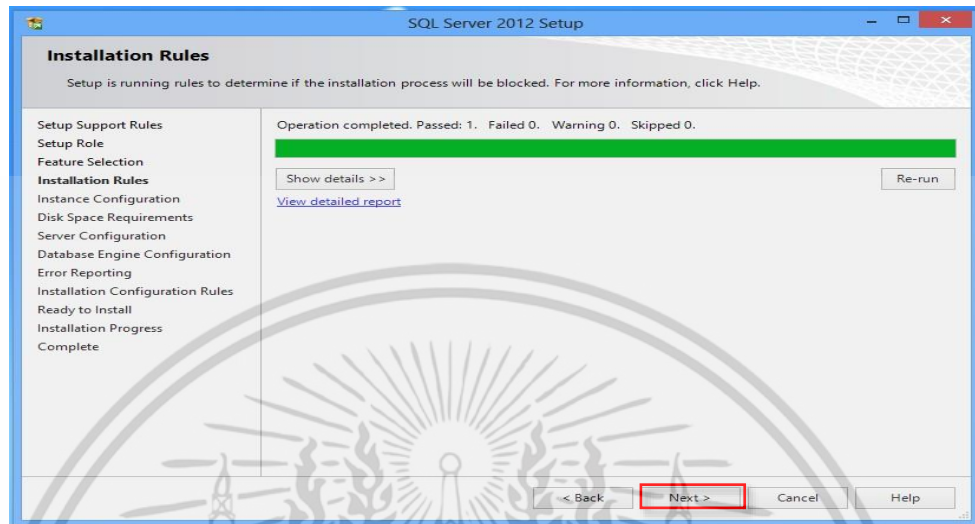 SQL Server 2012 Setup
Installation Rules
Setup is running rules to determine if the installation process will be blocked. For more information, click Help.
Setup Support Rules
Setup Role
Feature Selection
Installation Rules
Instance Configuration
Disk Space Requirements
Server Configuration
Database Engine Configuration
Error Reporting
Installation Configuration Rules
Ready to Install
Installation Progress
Complete
Operation completed. Passed: 1. Failed 0. Warning 0. Skipped 0.
Show details >>
Re-run
View detailed report
< Back
Next >
Cancel
Help